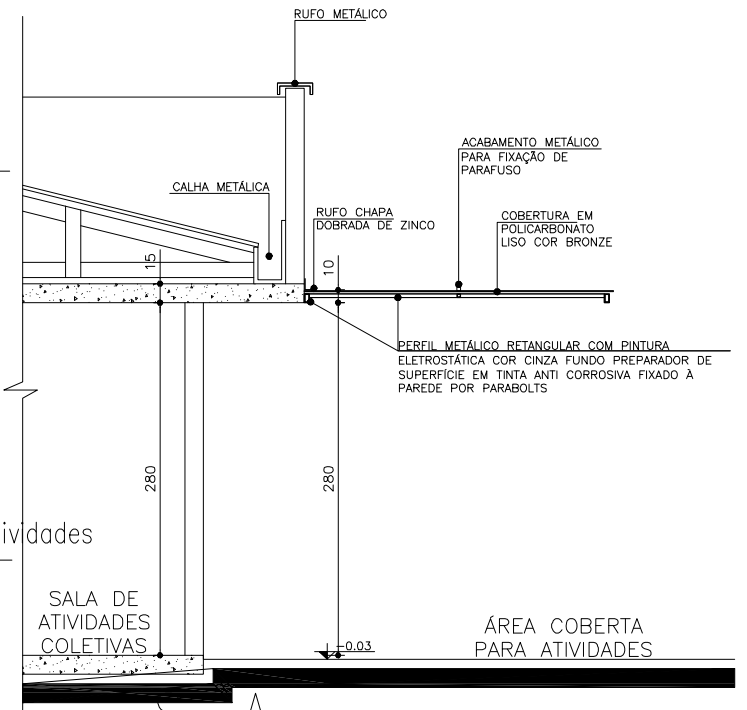 RUFO METÁLICO
ACABAMENTO METÁLICO
PARA FIXAÇÃO DE
PARAFUSO
CALHA METÁLICA
RUFO CHAPA
DOBRADA DE ZINCO
COBERTURA EM
POLICARBONATO
LISO COR BRONZE
15
10
PERFIL METÁLICO RETANGULAR COM PINTURA
ELETROSTÁTICA COR CINZA FUNDO PREPARADOR DE
SUPERFÍCIE EM TINTA ANTI CORROSIVA FIXADO À
PAREDE POR PARABOLTS
280
280
ividades
SALA DE
ATIVIDADES
COLETIVAS
-0.03
ÁREA COBERTA
PARA ATIVIDADES